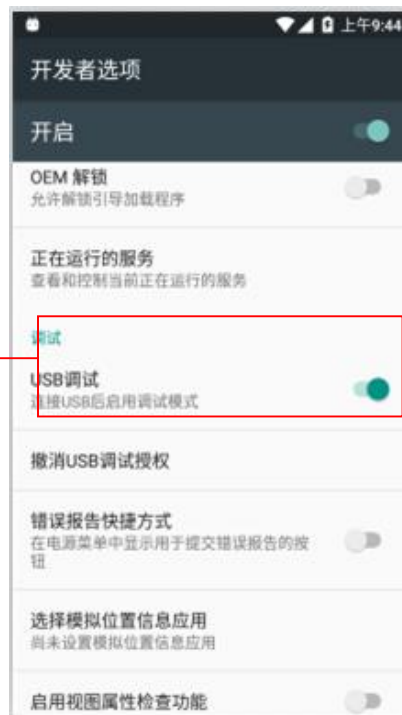 上午9:44
开发者选项
开启
OEM 解锁
允许解锁引导加载程序
正在运行的服务
查看和控制当前正在运行的服务
调试
USB调试
连接USB后启用调试模式
撤消USB调试授权
错误报告快捷方式
在电源菜单中显示用于提交错误报告的按
钮
选择模拟位置信息应用
尚未设置模拟位置信息应用
启用视图属性检查功能